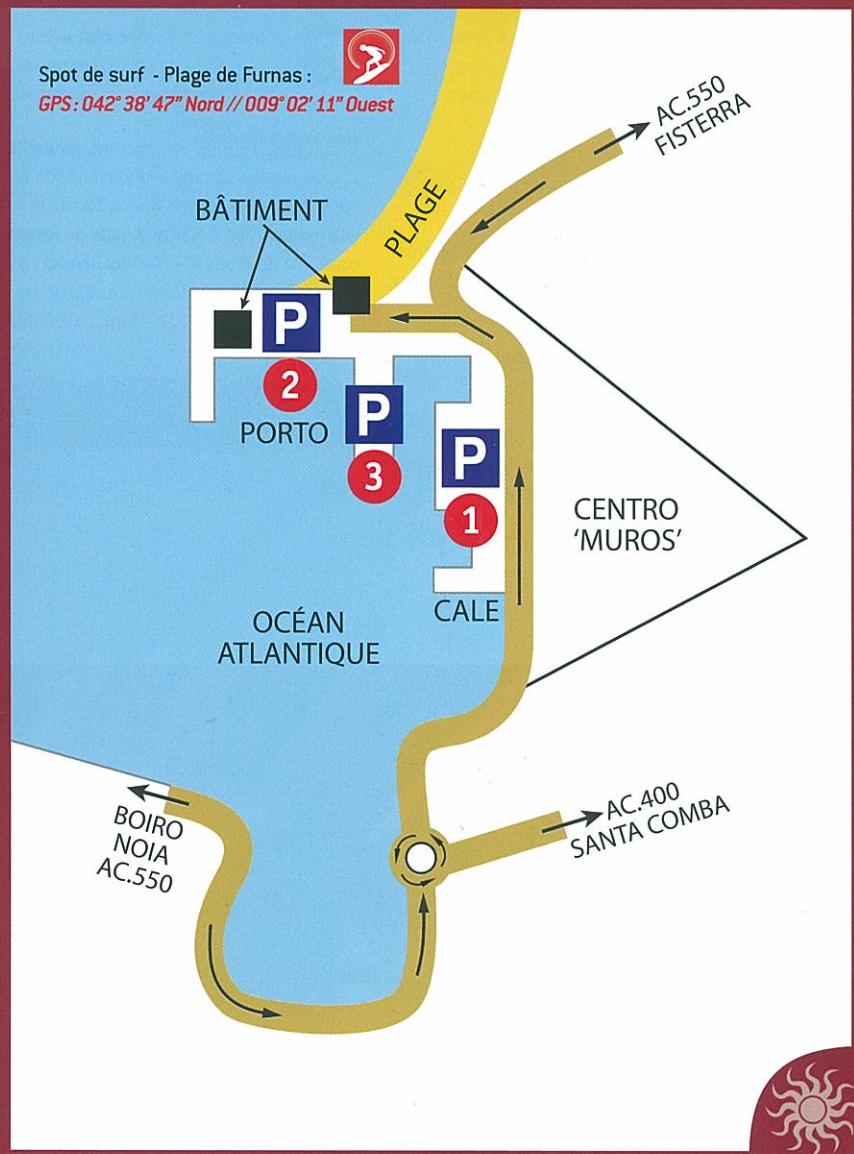 Spot de surf - Plage de Furnas :
GPS : 042° 38' 47" Nord // 009° 02' 11" Ouest
AC.550
FISTERRA
BÂTIMENT
PLAGE
P
2
PORTO
P
3
P
1
CENTRO
'MUROS'
CALE
OCÉAN
ATLANTIQUE
BOIRO
NOIA
AC.550
AC.400
SANTA COMBA